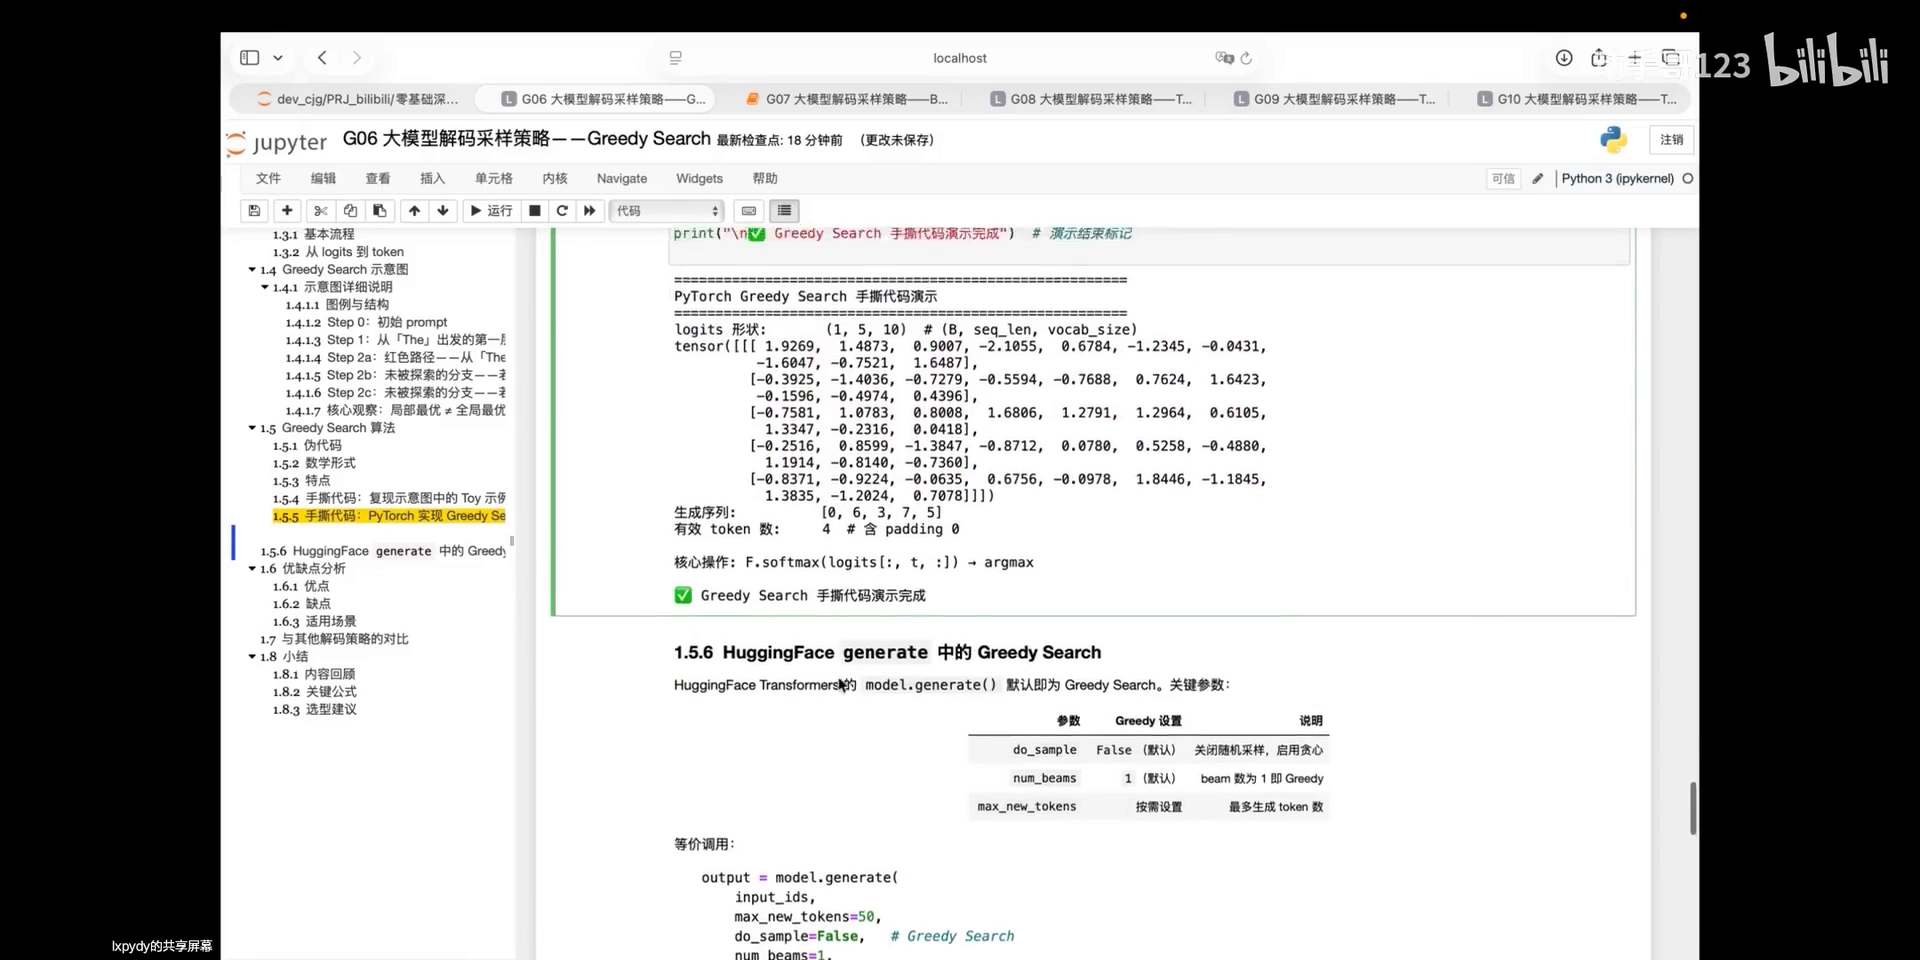 localhost
123 bilibili
dev_cjg/PRJ_bilibili/零基础深...
G06 大模型解码采样策略——G...
G07 大模型解码采样策略——B...
G08 大模型解码采样策略——T...
G09 大模型解码采样策略——T...
G10 大模型解码采样策略——T...
jupyter G06 大模型解码采样策略——Greedy Search 最新检查点: 18 分钟前 (更改未保存)
注销
文件 编辑 查看 插入 单元格 内核 Navigate Widgets 帮助
可信 Python 3 (ipykernel)
运行 代码
1.3.1 基本流程
1.3.2 从 logits 到 token
1.4 Greedy Search 示意图
1.4.1 示意图详细说明
1.4.1.1 图例与结构
1.4.1.2 Step 0：初始 prompt
1.4.1.3 Step 1：从「The」出发的第一
1.4.1.4 Step 2a：红色路径——从「The
1.4.1.5 Step 2b：未被探索的分支——
1.4.1.6 Step 2c：未被探索的分支——
1.4.1.7 核心观察：局部最优 ≠ 全局最优
1.5 Greedy Search 算法
1.5.1 伪代码
1.5.2 数学形式
1.5.3 特点
1.5.4 手撕代码：复现示意图中的 Toy 示例
1.5.5 手撕代码：PyTorch 实现 Greedy Se
1.5.6 HuggingFace generate 中的 Greedy
1.6 优缺点分析
1.6.1 优点
1.6.2 缺点
1.6.3 适用场景
1.7 与其他解码策略的对比
1.8 小结
1.8.1 内容回顾
1.8.2 关键公式
1.8.3 选型建议
print("\n✅ Greedy Search 手撕代码演示完成") # 演示结束标记
=======================================================
PyTorch Greedy Search 手撕代码演示
=======================================================
logits 形状: (1, 5, 10) # (B, seq_len, vocab_size)
tensor([[[ 1.9269, 1.4873, 0.9007, -2.1055, 0.6784, -1.2345, -0.0431,
-1.6047, -0.7521, 1.6487],
[-0.3925, -1.4036, -0.7279, -0.5594, -0.7688, 0.7624, 1.6423,
-0.1596, -0.4974, 0.4396],
[-0.7581, 1.0783, 0.8008, 1.6806, 1.2791, 1.2964, 0.6105,
1.3347, -0.2316, 0.0418],
[-0.2516, 0.8599, -1.3847, -0.8712, 0.0780, 0.5258, -0.4880,
1.1914, -0.8140, -0.7360],
[-0.8371, -0.9224, -0.0635, 0.6756, -0.0978, 1.8446, -1.1845,
1.3835, -1.2024, 0.7078]]])
生成序列: [0, 6, 3, 7, 5]
有效 token 数: 4 # 含 padding 0
核心操作: F.softmax(logits[:, t, :]) → argmax
✅ Greedy Search 手撕代码演示完成
1.5.6 HuggingFace generate 中的 Greedy Search
HuggingFace Transformers的 model.generate() 默认即为 Greedy Search。关键参数：
参数 Greedy 设置 说明
do_sample False （默认） 关闭随机采样，启用贪心
num_beams 1 （默认） beam 数为 1 即 Greedy
max_new_tokens 按需设置 最多生成 token 数
等价调用：
output = model.generate(
input_ids,
max_new_tokens=50,
do_sample=False, # Greedy Search
num_beams=1,
lxpydy的共享屏幕